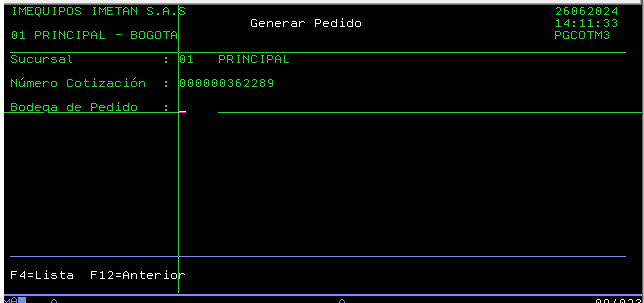 IMEQUIPOS IMETAN S.A.S 26062024
Generar Pedido 14:11:33
01 PRINCIPAL - BOGOTA PGCOTM3
Sucursal : 01 PRINCIPAL
Número Cotización : 000000362289
Bodega de Pedido :
F4=Lista F12=Anterior